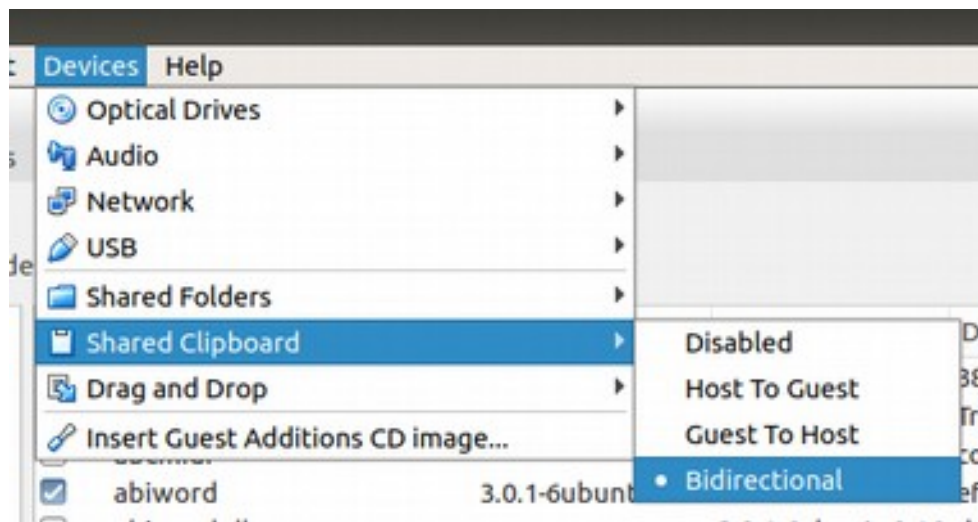 Devices Help
Optical Drives
Audio
Network
USB
Shared Folders
Shared Clipboard
Drag and Drop
Insert Guest Additions CD image...
Disabled
Host To Guest
Guest To Host
Bidirectional
abiword 3.0.1-6ubunt